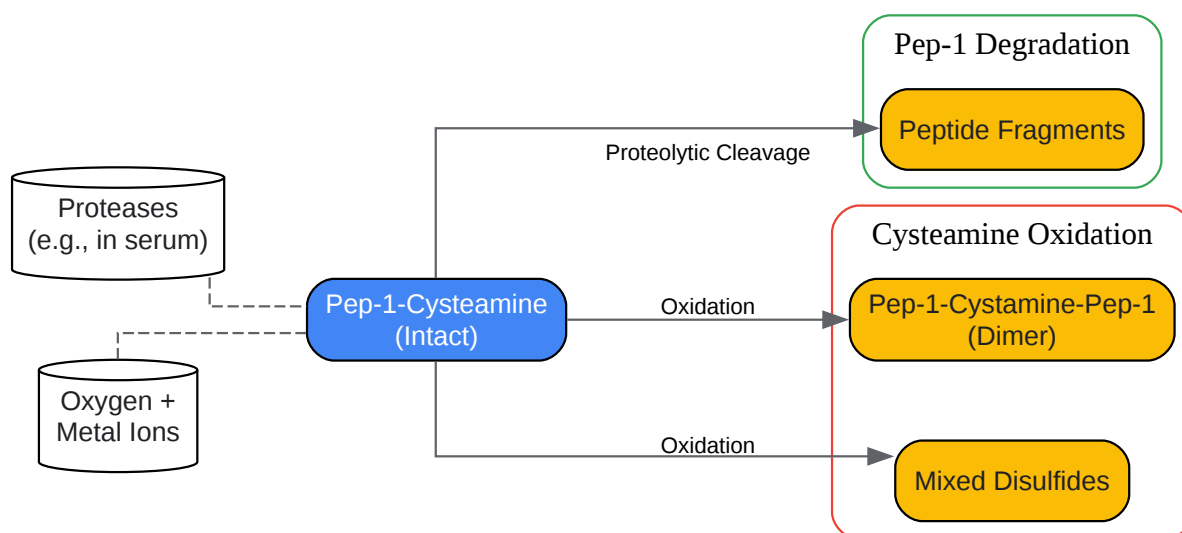 Pep-1 Degradation
Peptide Fragments
Proteolytic Cleavage
Proteases
(e.g., in serum)
Cysteamine Oxidation
Pep-1-Cysteamine
(Intact)
Oxidation
Pep-1-Cystamine-Pep-1
(Dimer)
Oxygen +
Metal Ions
Oxidation
Mixed Disulfides